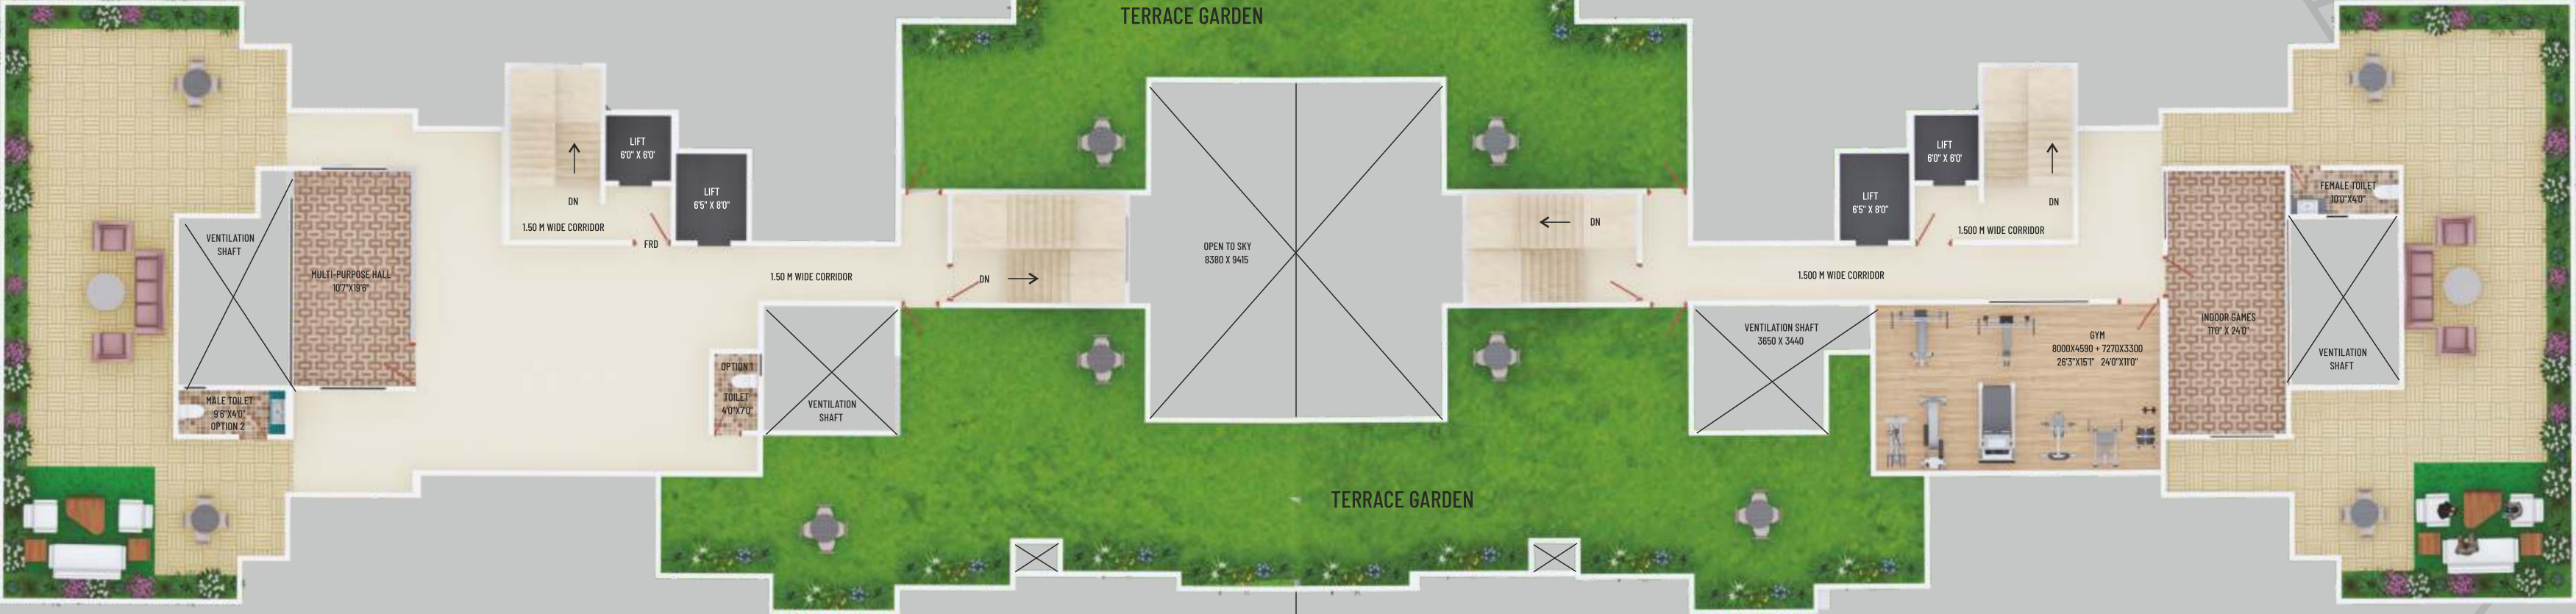 TERRACE GARDEN
LIFT
6'0" X 6'0'
LIFT
6'5" X 8'0"
DN
1.50 M WIDE CORRIDOR
FRD
VENTILATION
SHAFT
MULTI-PURPOSE HALL
10'7"X19'6"
1.50 M WIDE CORRIDOR
DN
MALE TOILET
9'6"X4'0"
OPTION 2
OPTION 1
TOILET
4'0"X7'0"
VENTILATION
SHAFT
OPEN TO SKY
8380 X 9415
DN
LIFT
6'5" X 8'0"
LIFT
6'0" X 6'0'
DN
1.500 M WIDE CORRIDOR
1.500 M WIDE CORRIDOR
FEMALE TOILET
10'0"X4'0"
VENTILATION SHAFT
3650 X 3440
GYM
8000X4590 + 7270X3300
26'3"X15'1" 24'0"X11'0"
INDOOR GAMES
11'0" X 24'0"
VENTILATION
SHAFT
TERRACE GARDEN